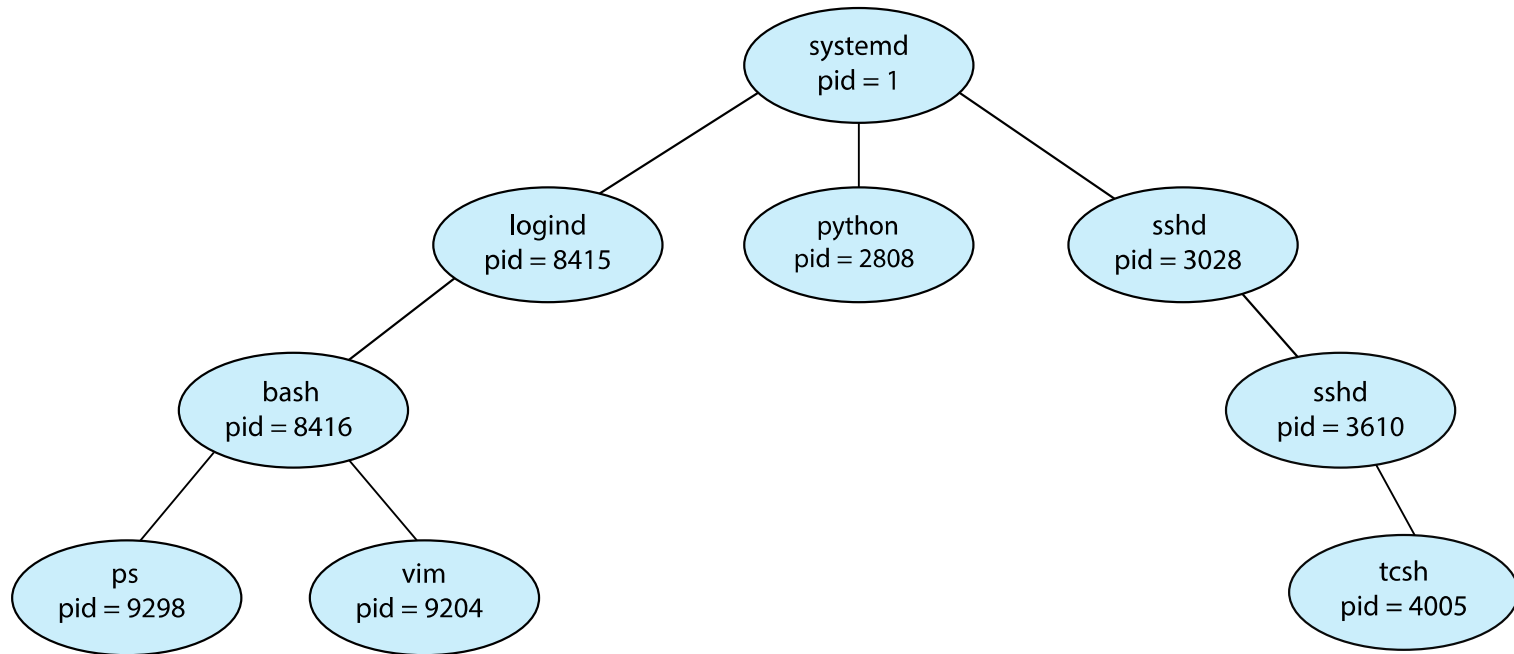 systemd
pid = 1
logind
pid = 8415
python
pid = 2808
sshd
pid = 3028
bash
pid = 8416
sshd
pid = 3610
ps
pid = 9298
vim
pid = 9204
tcsh
pid = 4005